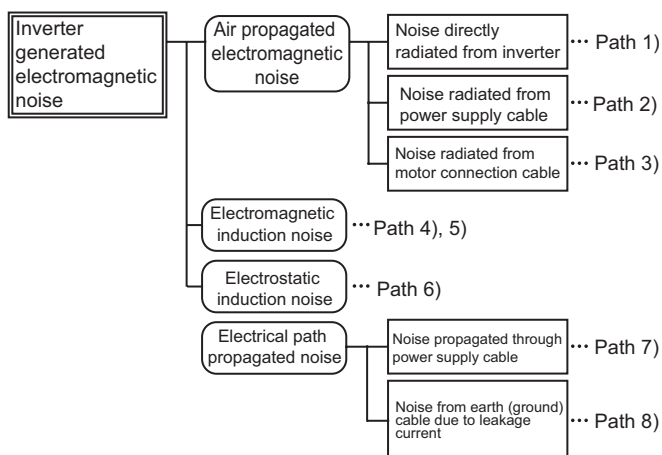 Inverter
generated
electromagnetic
noise
Air propagated
electromagnetic
noise
Noise directly
radiated from inverter
··· Path 1)
Noise radiated from
power supply cable
··· Path 2)
Noise radiated from
motor connection cable
··· Path 3)
Electromagnetic
induction noise
···Path 4), 5)
Electrostatic
induction noise
··· Path 6)
Electrical path
propagated noise
Noise propagated through
power supply cable
··· Path 7)
Noise from earth (ground)
cable due to leakage
current
··· Path 8)